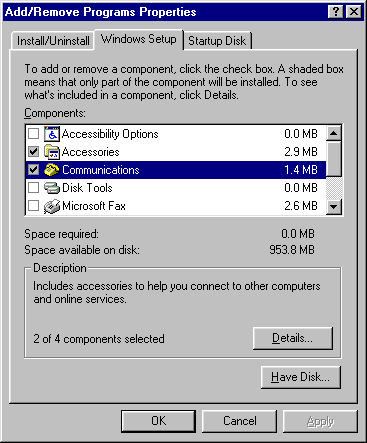 Add/Remove Programs Properties
Install/Uninstall Windows Setup Startup Disk
To add or remove a component, click the check box. A shaded box
means that only part of the component will be installed. To see
what's included in a component, click Details.
Components:
Accessibility Options 0.0 MB
Accessories 2.9 MB
Communications 1.4 MB
Disk Tools 0.0 MB
Microsoft Fax 2.6 MB
Space required: 0.0 MB
Space available on disk: 953.8 MB
Description
Includes accessories to help you connect to other computers
and online services.
2 of 4 components selected Details...
Have Disk...
OK Cancel Apply